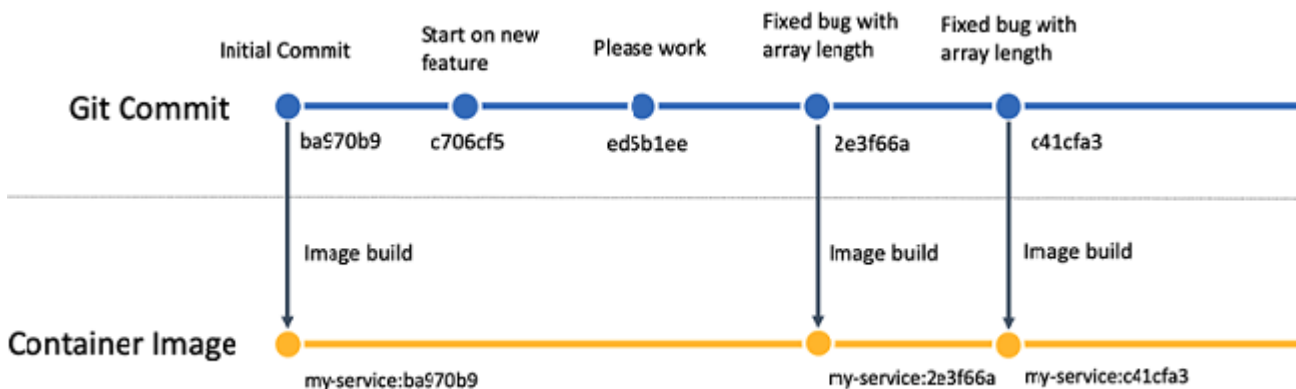 Initial Commit
Start on new
feature
Please work
Fixed bug with
array length
Fixed bug with
array length
Git Commit
ba970b9
c706cf5
ed5b1ee
2e3f66a
c41cfa3
Image build
Image build
Image build
Container Image
my-service:ba970b9
my-service:2e3f66a
my-service:c41cfa3